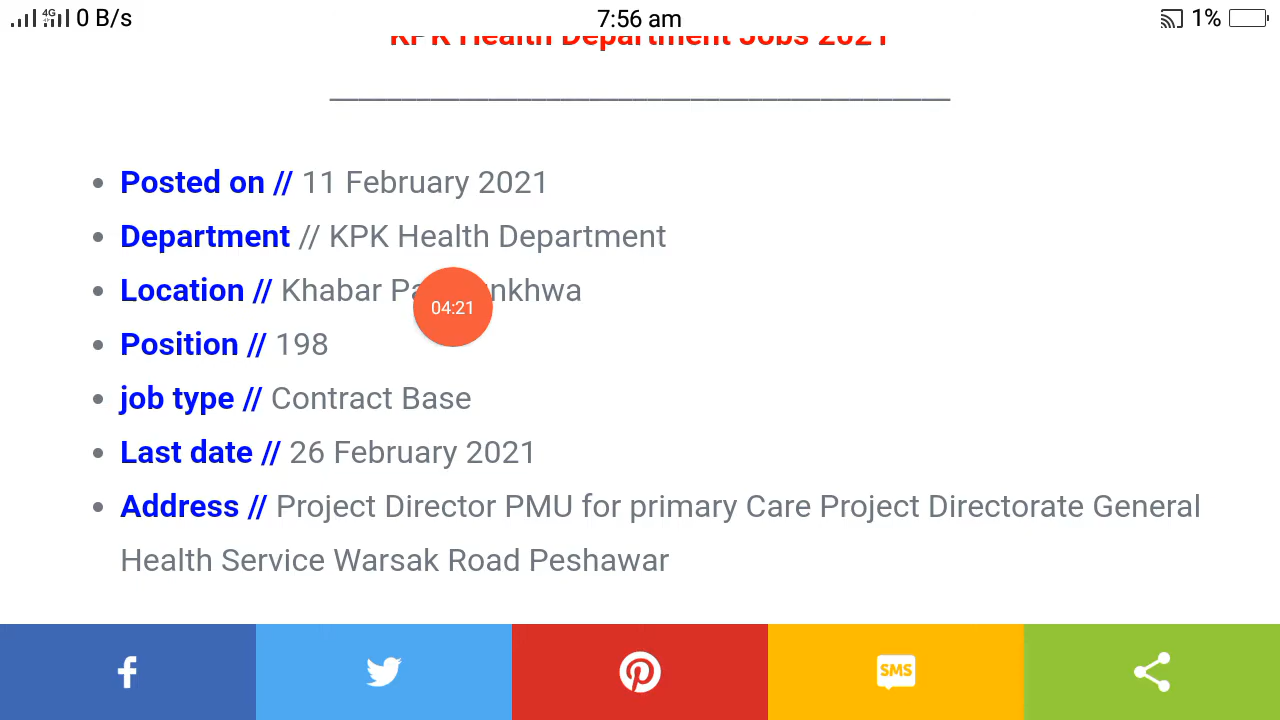 0 B/s 7:56 am 1%
4G
KPK Health Department Jobs 2021
Posted on // 11 February 2021
Department // KPK Health Department
Location // Khabar
04:21
Position // 198
job type // Contract Base
Last date // 26 February 2021
Address // Project Director PMU for primary Care Project Directorate General
Health Service Warsak Road Peshawar
SMS